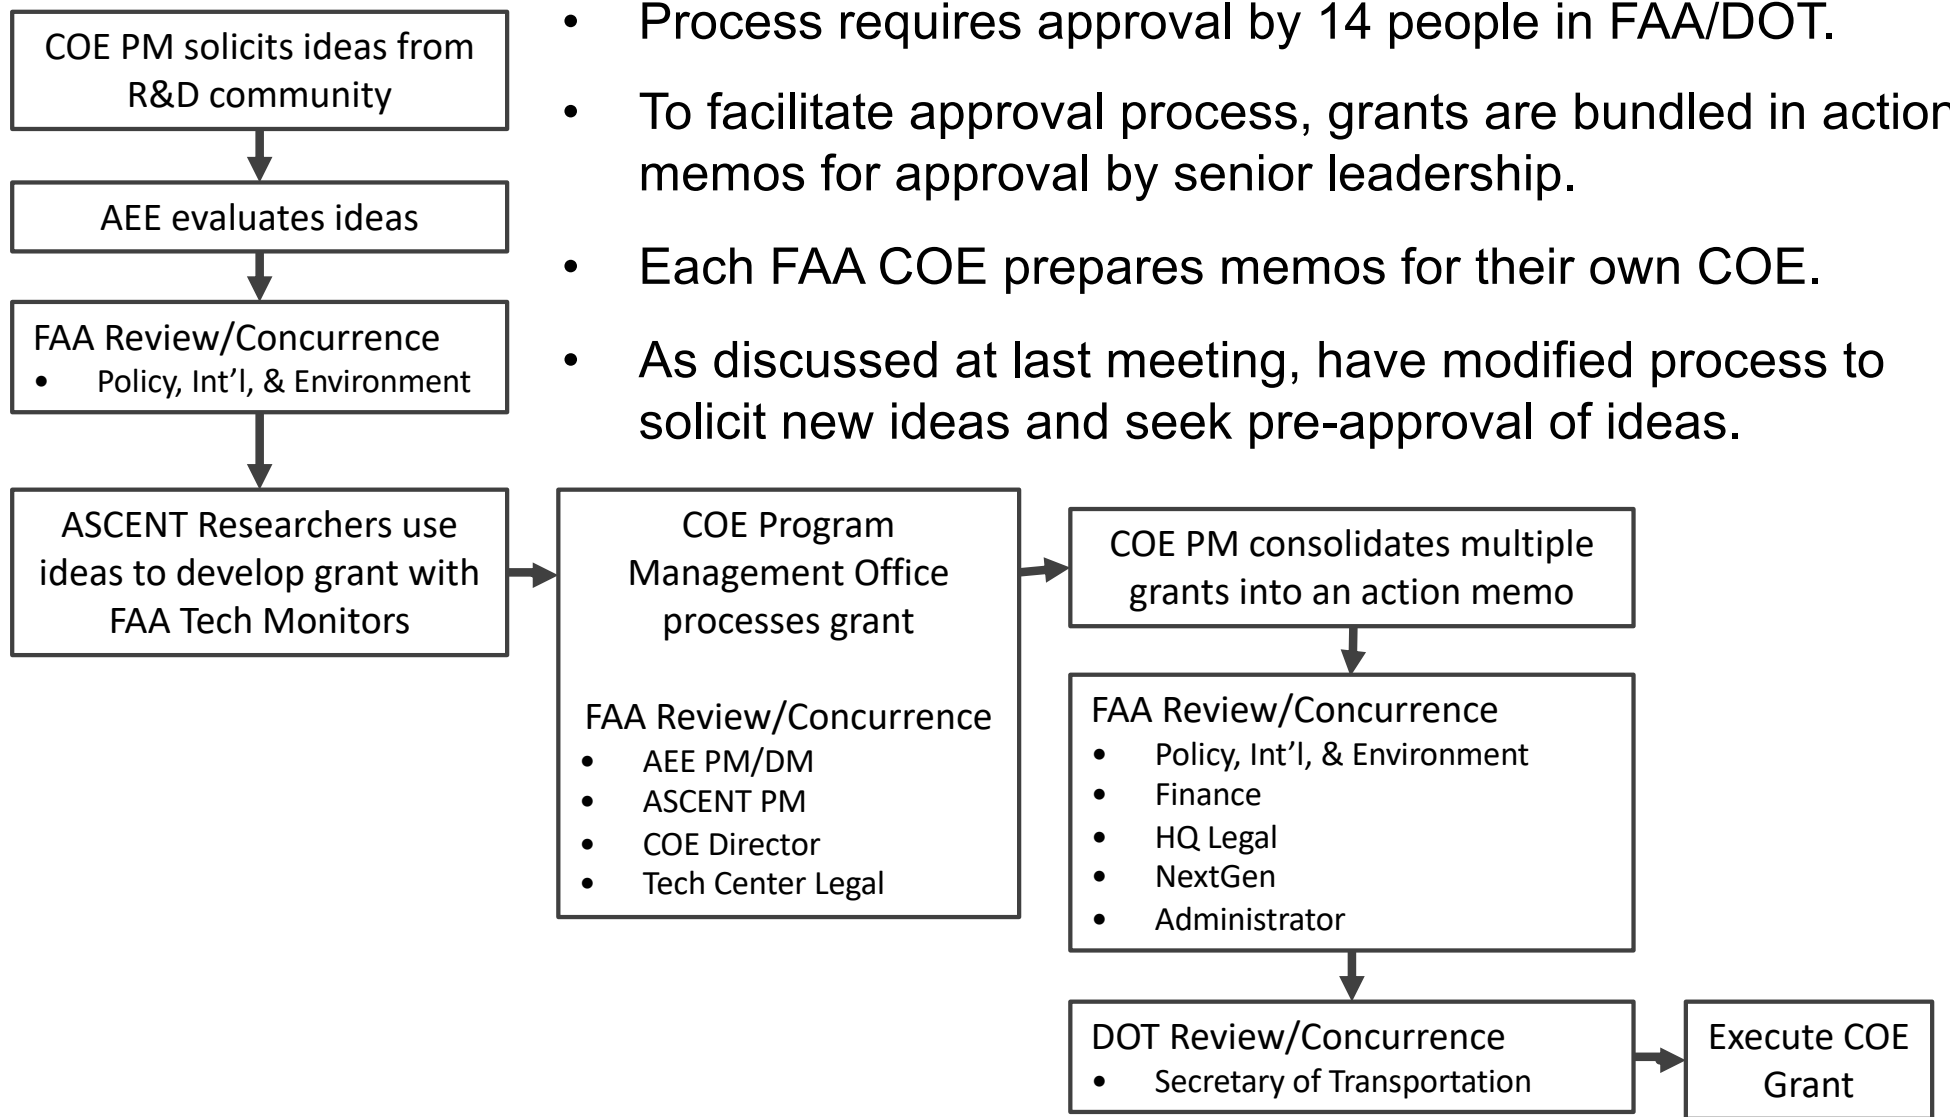 COE PM solicits ideas from
R&D community
AEE evaluates ideas
FAA Review/Concurrence
• Policy, Int’l, & Environment
• Process requires approval by 14 people in FAA/DOT.
• To facilitate approval process, grants are bundled in action
memos for approval by senior leadership.
• Each FAA COE prepares memos for their own COE.
• As discussed at last meeting, have modified process to
solicit new ideas and seek pre-approval of ideas.
ASCENT Researchers use
ideas to develop grant with
FAA Tech Monitors
COE Program
Management Office
processes grant
FAA Review/Concurrence
• AEE PM/DM
• ASCENT PM
• COE Director
• Tech Center Legal
COE PM consolidates multiple
grants into an action memo
FAA Review/Concurrence
• Policy, Int’l, & Environment
• Finance
• HQ Legal
• NextGen
• Administrator
DOT Review/Concurrence
• Secretary of Transportation
Execute COE
Grant